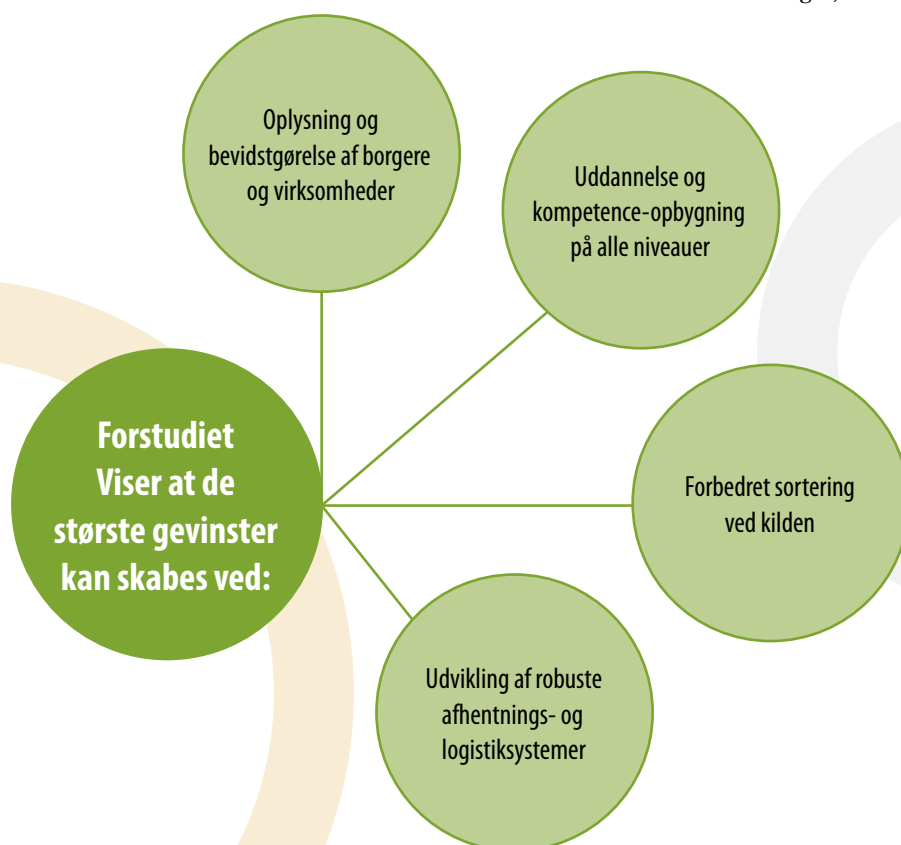 Oplysning og
bevidstgørelse af borgere
og virksomheder
Uddannelse og
kompetence-opbygning
på alle niveauer
Forstudiet
Viser at de
største gevinster
kan skabes ved:
Forbedret sortering
ved kilden
Udvikling af robuste
afhentnings- og
logistiksystemer